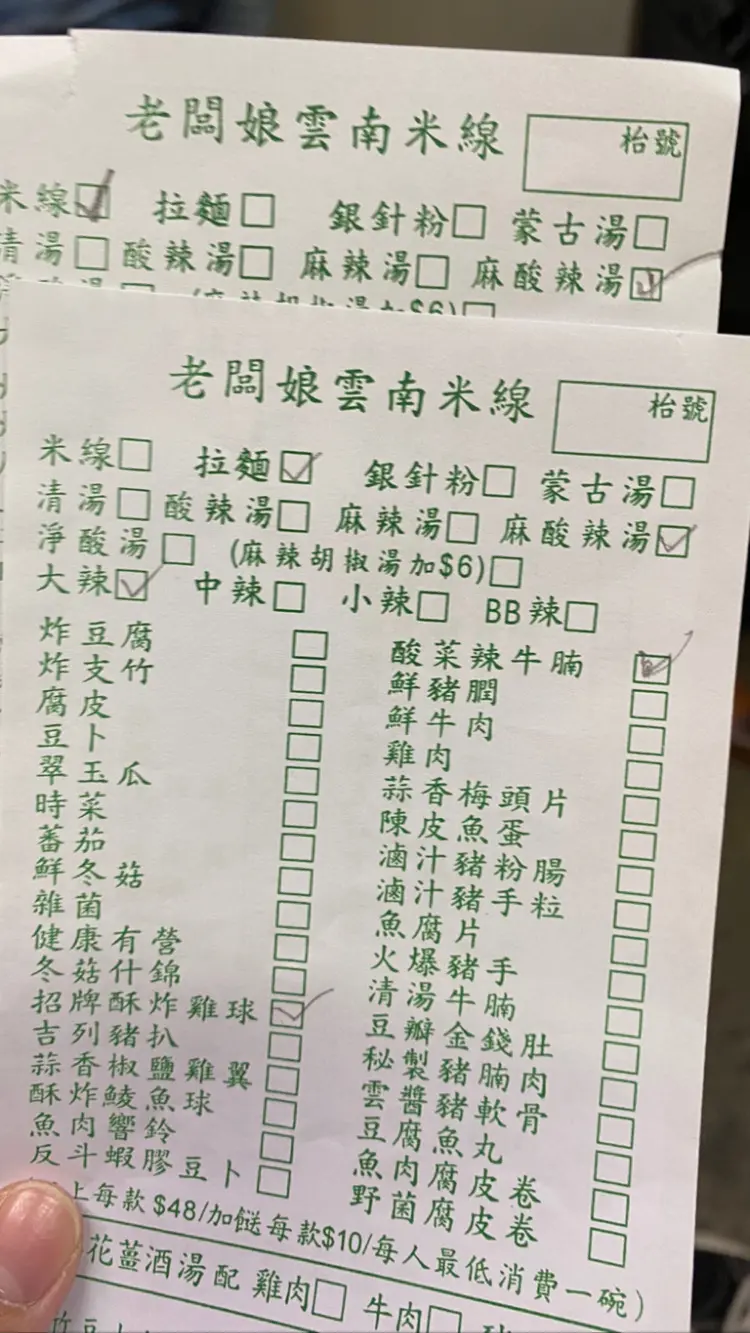 老闆娘雲南米線 枱號
米線 拉麵 銀針粉 蒙古湯
清湯 酸辣湯 麻辣湯 麻酸辣湯
老闆娘雲南米線 枱號
米線 拉麵 銀針粉 蒙古湯
清湯 酸辣湯 麻辣湯 麻酸辣湯
淨酸湯 (麻辣胡椒湯加$6)
大辣 中辣 小辣 BB辣
炸豆腐 酸菜辣牛腩
炸支竹 鮮豬膶
腐皮 鮮牛肉
豆卜 雞肉
翠玉瓜 蒜香梅頭片
時菜 陳皮魚蛋
蕃茄 滷汁豬粉腸
鮮冬菇 滷汁豬手粒
雜菌 魚腐片
健康有營 火爆豬手
冬菇什錦 清湯牛腩
招牌酥炸雞球 豆瓣金錢肚
吉列豬扒 秘製豬腩肉
蒜香椒鹽雞翼 雲醬豬軟骨
酥炸鯪魚球 豆腐魚丸
魚肉響鈴 魚肉腐皮卷
反斗蝦膠豆卜 野菌腐皮卷
上每款$48/加餸每款$10/每人最低消費一碗)
花薑酒湯配 雞肉 牛肉